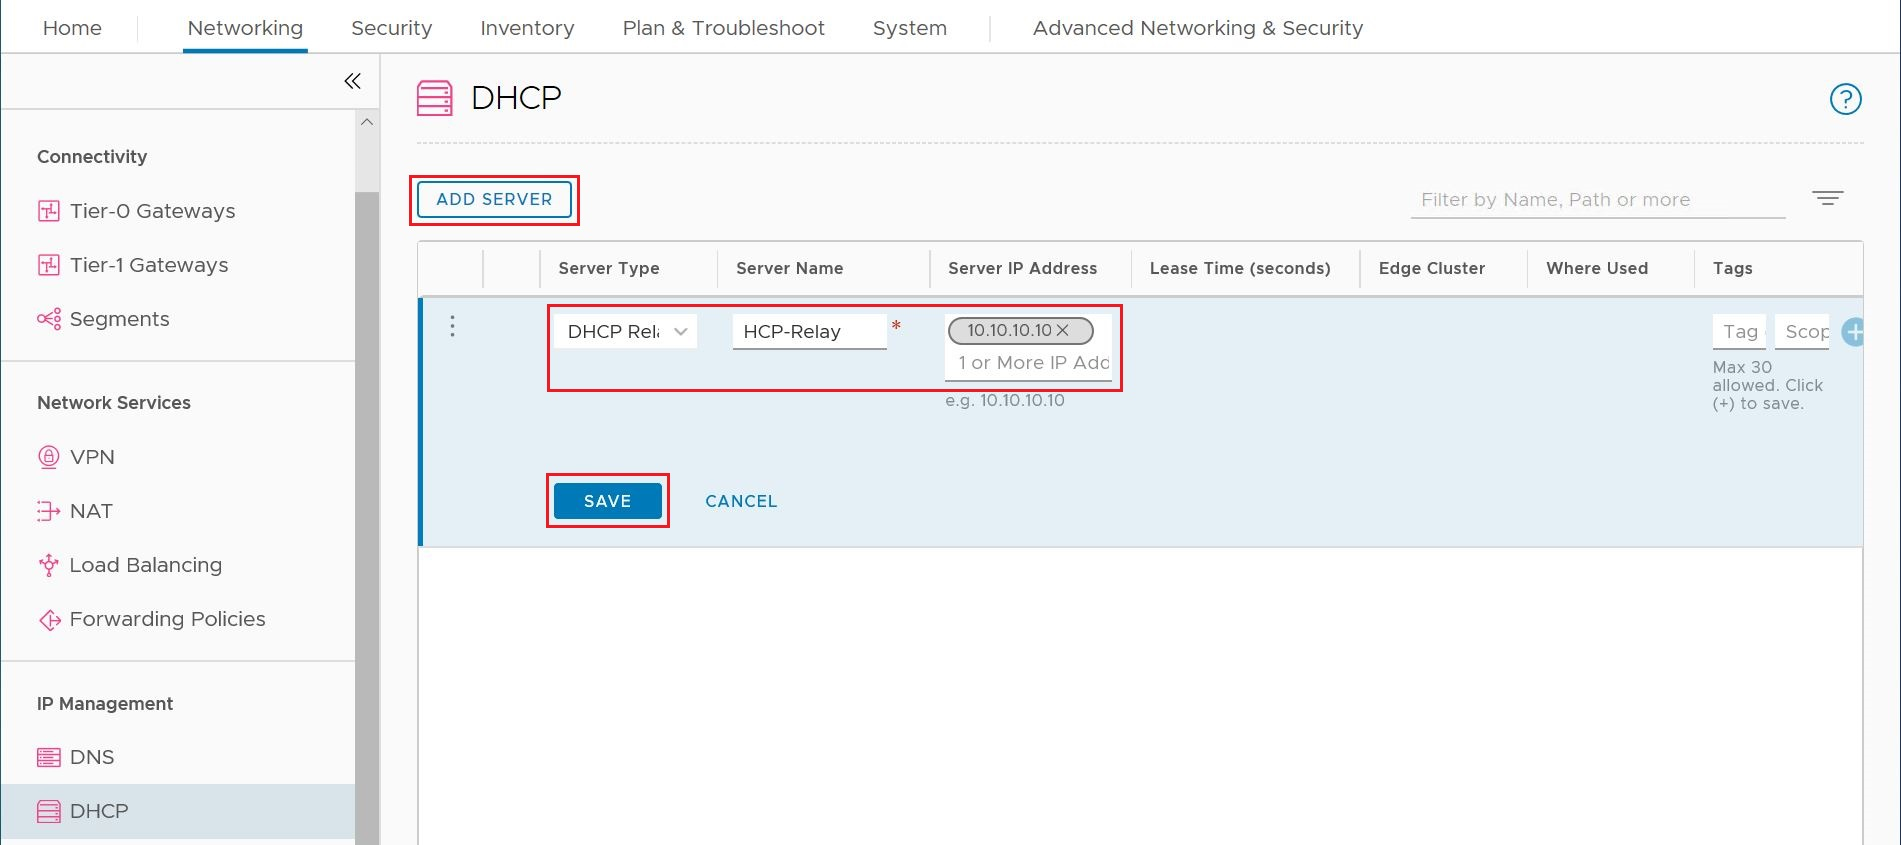 Home Networking Security Inventory Plan & Troubleshoot System Advanced Networking & Security
DHCP
?
Connectivity
Tier-0 Gateways
Tier-1 Gateways
Segments
Network Services
VPN
NAT
Load Balancing
Forwarding Policies
IP Management
DNS
DHCP
ADD SERVER
Filter by Name, Path or more
Server Type Server Name Server IP Address Lease Time (seconds) Edge Cluster Where Used Tags
DHCP Rela HCP-Relay * 10.10.10.10 Tag Scop
1 or More IP Add
e.g. 10.10.10.10
Max 30
allowed. Click
(+) to save.
SAVE CANCEL